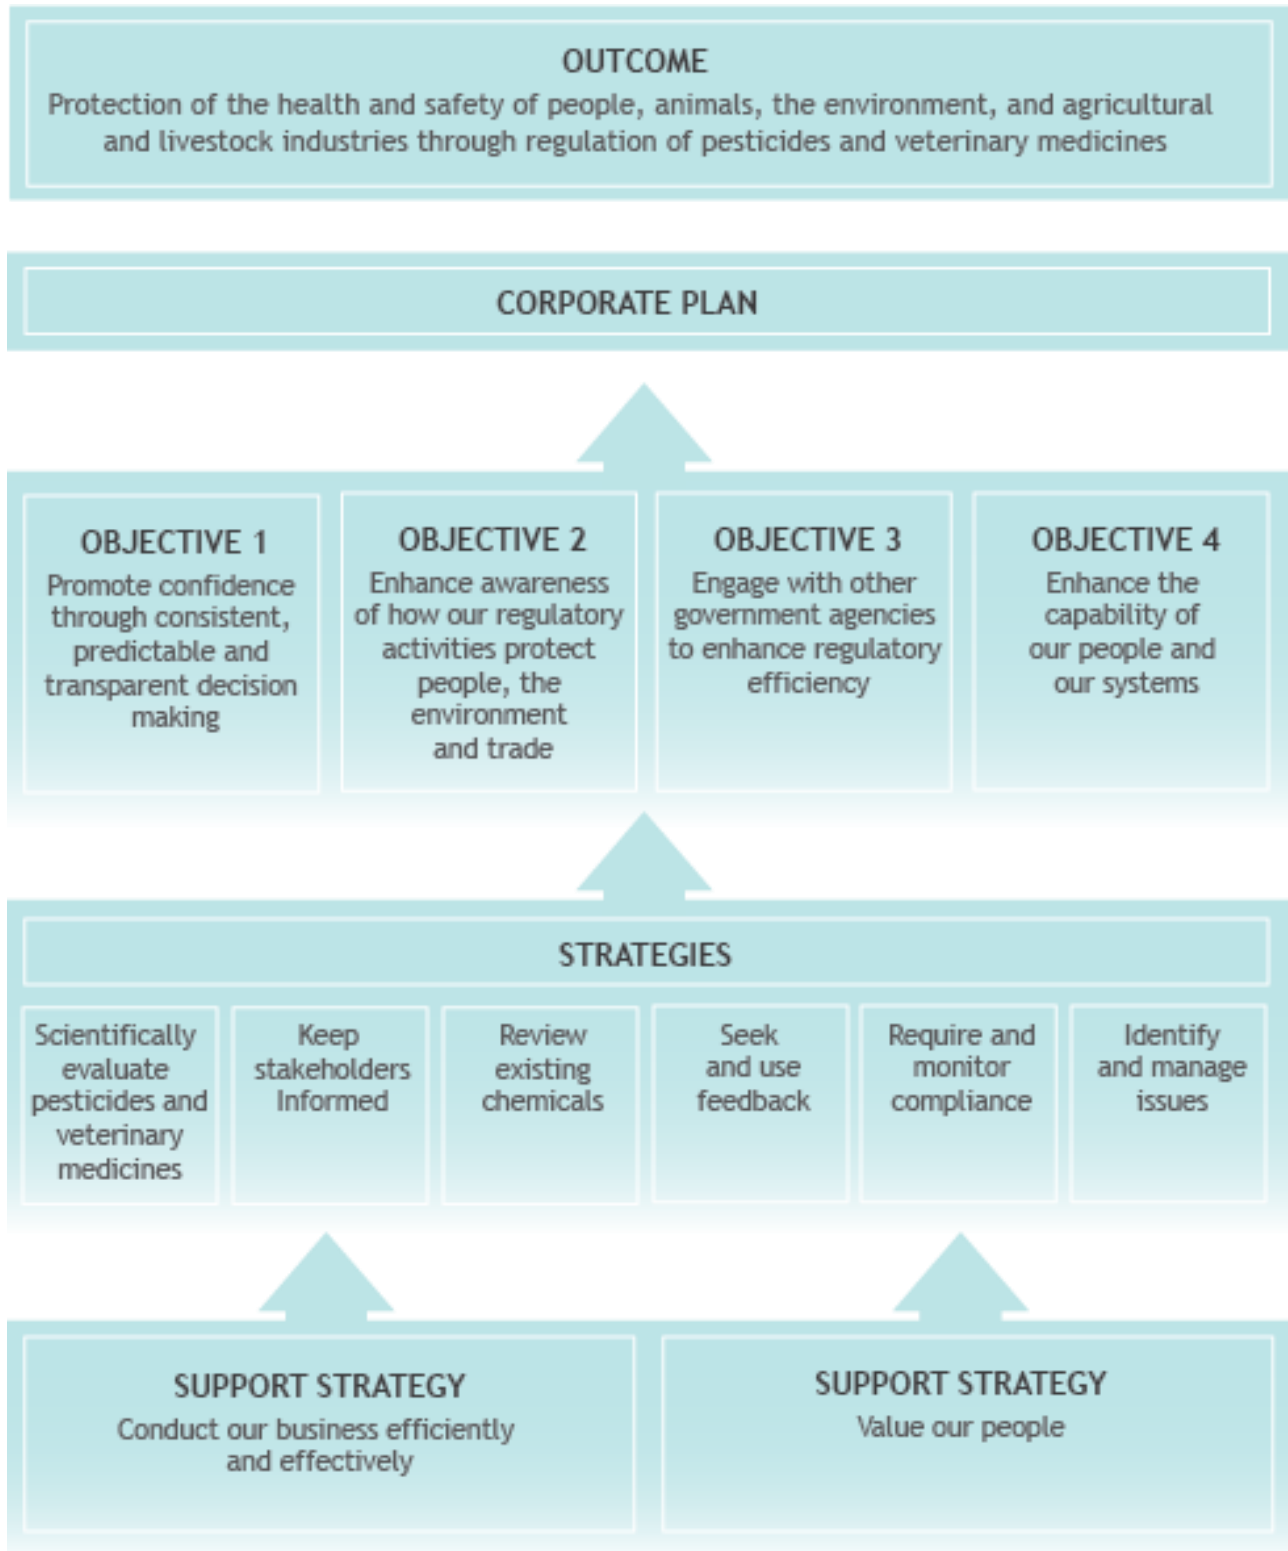 OUTCOME
Protection of the health and safety of people, animals, the environment, and agricultural
and livestock industries through regulation of pesticides and veterinary medicines
CORPORATE PLAN
OBJECTIVE 1
Promote confidence
through consistent,
predictable and
transparent decision
making
OBJECTIVE 2
Enhance awareness
of how our regulatory
activities protect
people, the
environment
and trade
OBJECTIVE 3
Engage with other
government agencies
to enhance regulatory
efficiency
OBJECTIVE 4
Enhance the
capability of
our people and
our systems
STRATEGIES
Scientifically
evaluate
pesticides and
veterinary
medicines
Keep
stakeholders
Informed
Review
existing
chemicals
Seek
and use
feedback
Require and
monitor
compliance
Identify
and manage
issues
SUPPORT STRATEGY
Conduct our business efficiently
and effectively
SUPPORT STRATEGY
Value our people